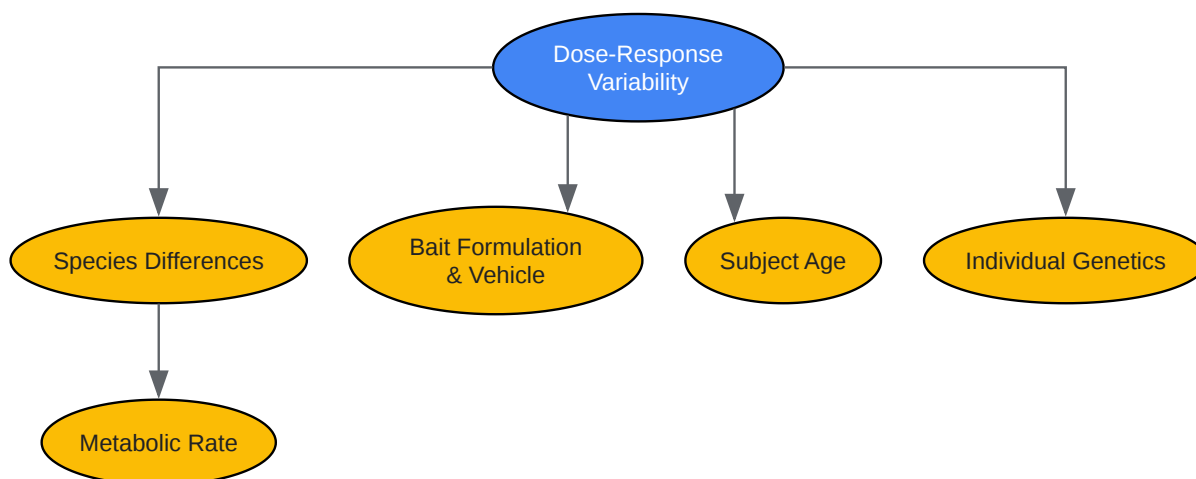 Dose-Response
Variability
Species Differences
Bait Formulation
& Vehicle
Subject Age
Individual Genetics
Metabolic Rate